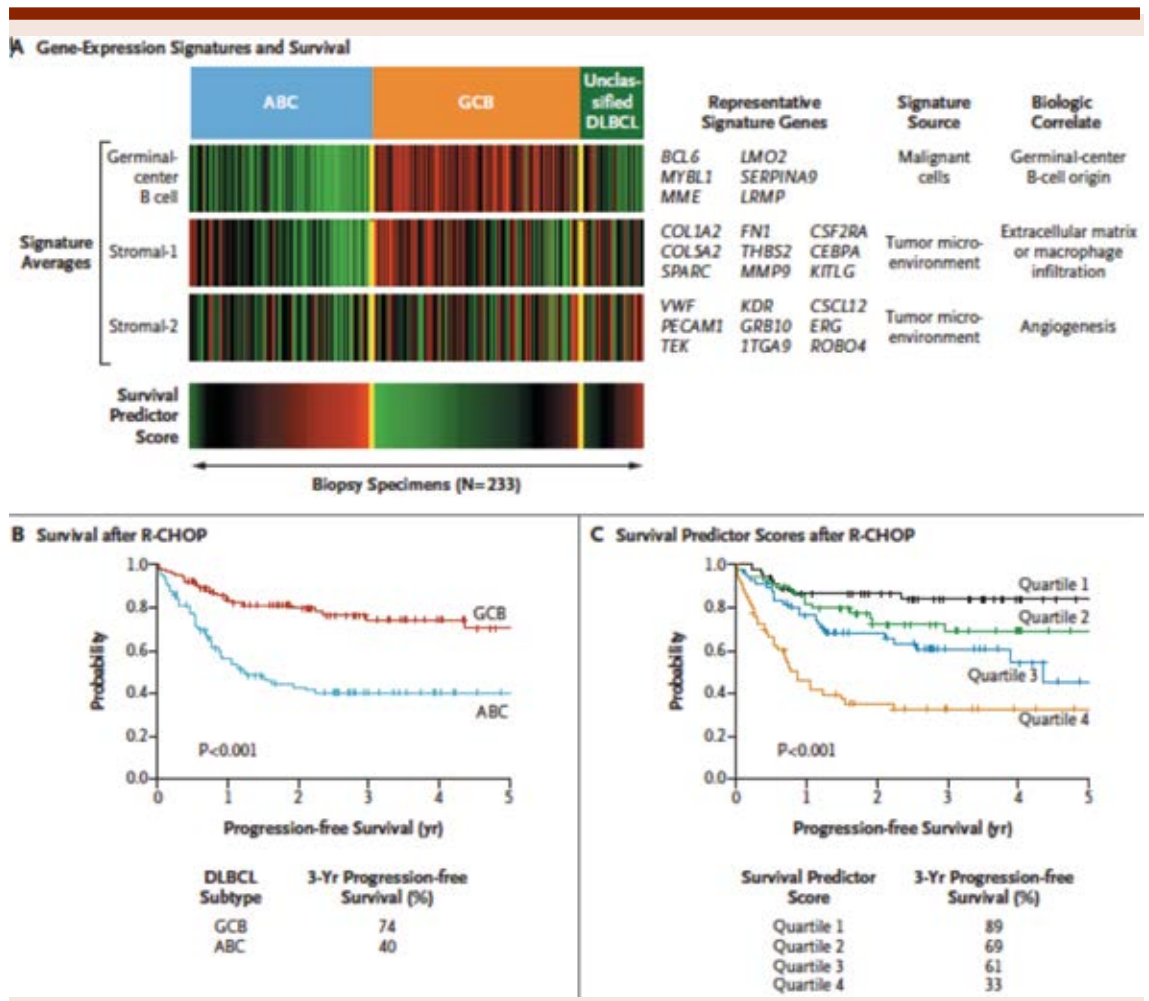 A Gene-Expression Signatures and Survival
ABC
GCB
Unclas-
sified
DLBCL
Representative
Signature Genes
Signature
Source
Biologic
Correlate
Signature
Averages
Germinal-
center
B cell
BCL6 LMO2
MYBL1 SERPINA9
MME LRMP
Malignant
cells
Germinal-center
B-cell origin
Stromal-1
COL1A2 FN1 CSF2RA
COL5A2 THBS2 CEBPA
SPARC MMP9 KITLG
Tumor micro-
environment
Extracellular matrix
or macrophage
infiltration
Stromal-2
VWF KDR CSCL12
PECAM1 GRB10 ERG
TEK 1TGA9 ROBO4
Tumor micro-
environment
Angiogenesis
Survival
Predictor
Score
Biopsy Specimens (N=233)
B Survival after R-CHOP
Probability
1.0
0.8
0.6
0.4
0.2
0.0
GCB
ABC
P<0.001
0 1 2 3 4 5
Progression-free Survival (yr)
DLBCL
Subtype
3-Yr Progression-free
Survival (%)
GCB 74
ABC 40
C Survival Predictor Scores after R-CHOP
Probability
1.0
0.8
0.6
0.4
0.2
0.0
Quartile 1
Quartile 2
Quartile 3
Quartile 4
P<0.001
0 1 2 3 4 5
Progression-free Survival (yr)
Survival Predictor
Score
3-Yr Progression-free
Survival (%)
Quartile 1 89
Quartile 2 69
Quartile 3 61
Quartile 4 33